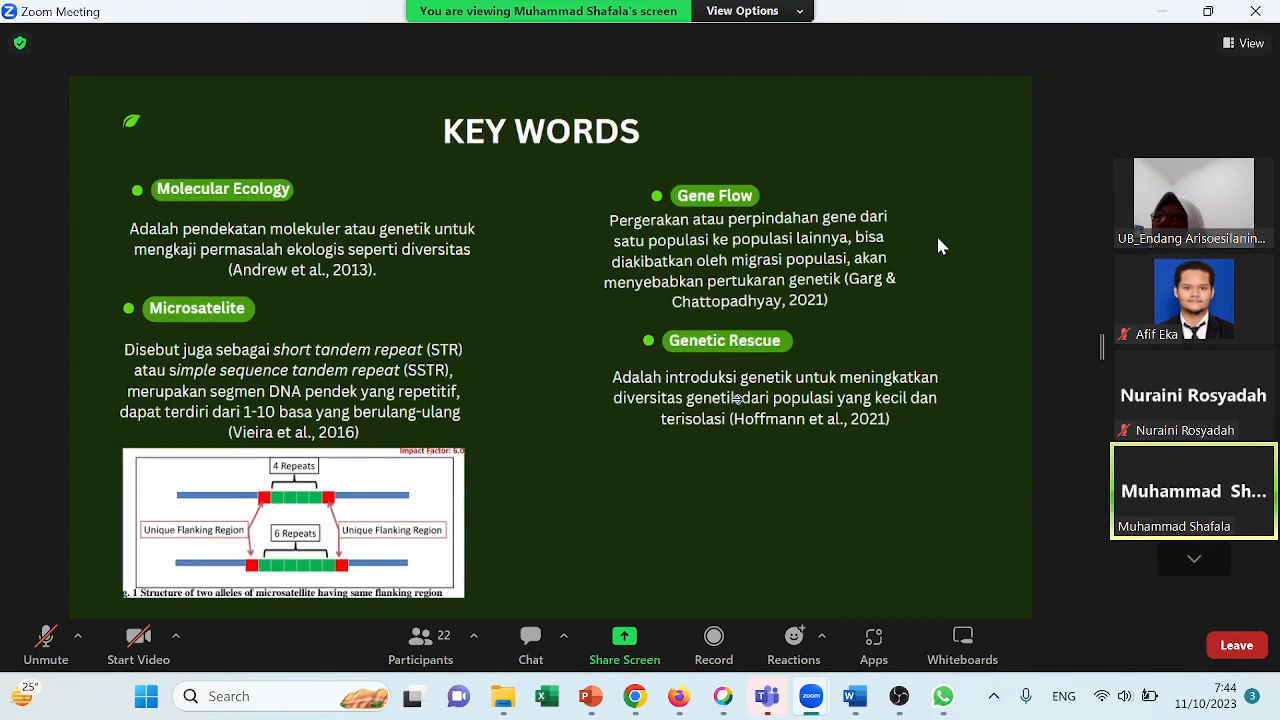 Zoom Meeting
You are viewing Muhammad Shafala's screen
View Options
View
KEY WORDS
Molecular Ecology
Adalah pendekatan molekuler atau genetik untuk
mengkaji permasalah ekologis seperti diversitas
(Andrew et al., 2013).
Microsatelite
Disebut juga sebagai short tandem repeat (STR)
atau simple sequence tandem repeat (SSTR),
merupakan segmen DNA pendek yang repetitif,
dapat terdiri dari 1-10 basa yang berulang-ulang
(Vieira et al., 2016)
Impact Factor: 6.0
4 Repeats
Unique Flanking Region
6 Repeats
Unique Flanking Region
g. 1 Structure of two alleles of microsatellite having same flanking region
Gene Flow
Pergerakan atau perpindahan gene dari
satu populasi ke populasi lainnya, bisa
diakibatkan oleh migrasi populasi, akan
menyebabkan pertukaran genetik (Garg &
Chattopadhyay, 2021)
Genetic Rescue
Adalah introduksi genetik untuk meningkatkan
diversitas genetik dari populasi yang kecil dan
terisolasi (Hoffmann et al., 2021)
UB_Endang Arisoesilanin...
Afif Eka
Nuraini Rosyadah
Nuraini Rosyadah
Muhammad Sh...
Muhammad Shafala
Unmute
Start Video
22
Participants
Chat
Share Screen
Record
Reactions
Apps
Whiteboards
Leave
25°
Search
zoom
ENG
7:44
11/10/2023
3